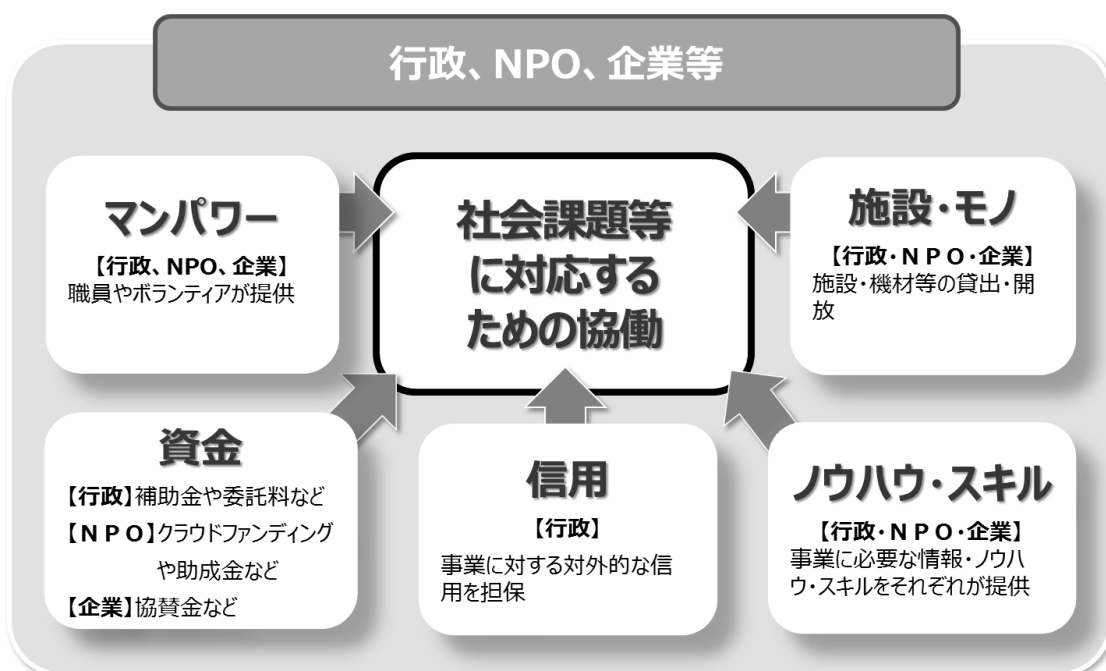 行政、NPO、企業等
マンパワー
【行政、NPO、企業】
職員やボランティアが提供
社会課題等
に対応する
ための協働
施設・モノ
【行政・ＮＰＯ・企業】
施設・機材等の貸出・開
放
資金
【行政】補助金や委託料など
【ＮＰＯ】クラウドファンディング
や助成金など
【企業】協賛金など
信用
【行政】
事業に対する対外的な信
用を担保
ノウハウ・スキル
【行政・ＮＰＯ・企業】
事業に必要な情報・ノウハ
ウ・スキルをそれぞれが提供